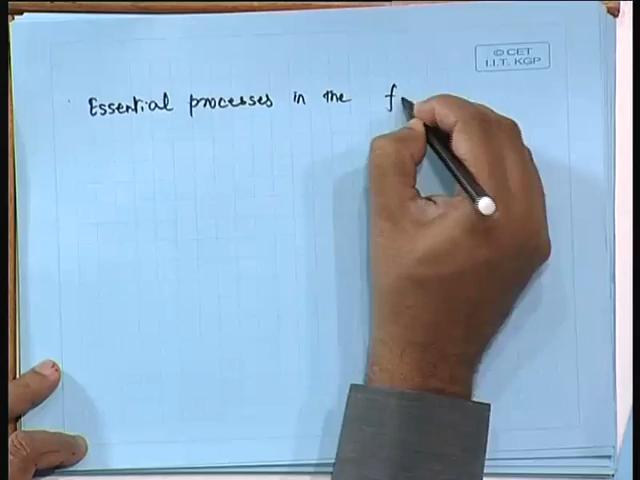 © CET
I.I.T. KGP
Essential processes in the f